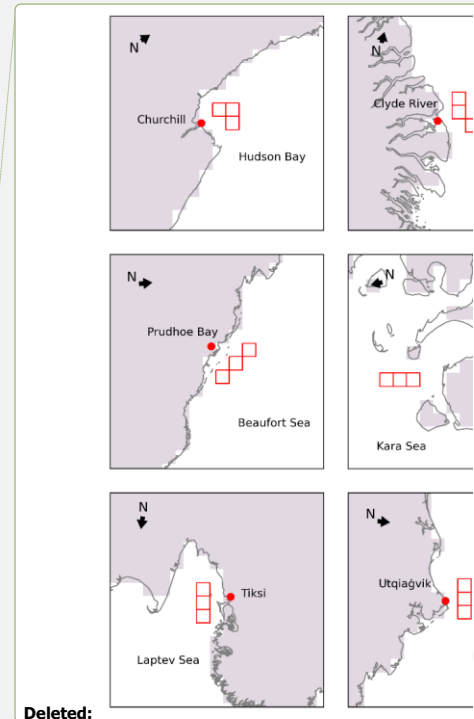 N
Churchill
Hudson Bay
N
Clyde River
N
Prudhoe Bay
Beaufort Sea
N
Kara Sea
N
Tiksi
Laptev Sea
N
Utqiaġvik
Deleted: